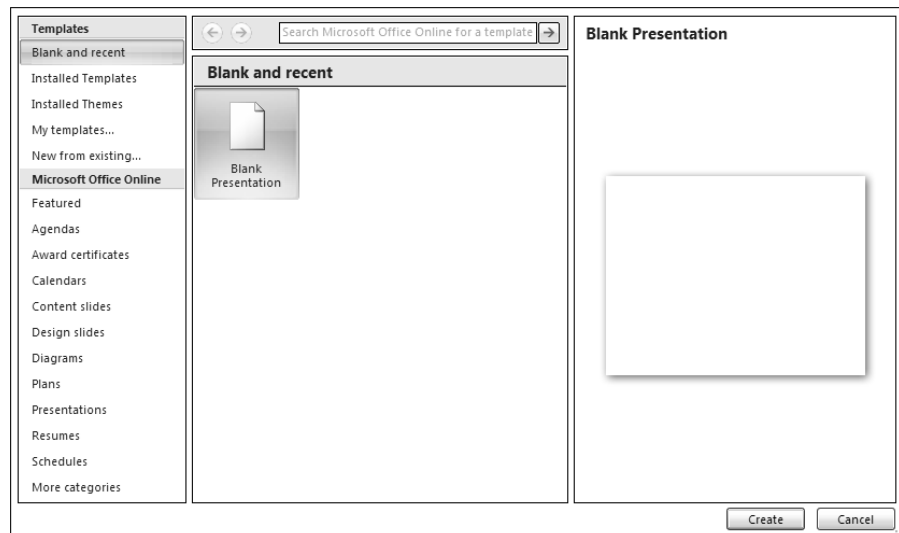 Templates
Blank and recent
Installed Templates
Installed Themes
My templates...
New from existing...
Microsoft Office Online
Featured
Agendas
Award certificates
Calendars
Content slides
Design slides
Diagrams
Plans
Presentations
Resumes
Schedules
More categories
Search Microsoft Office Online for a template
Blank and recent
Blank
Presentation
Blank Presentation
Create
Cancel